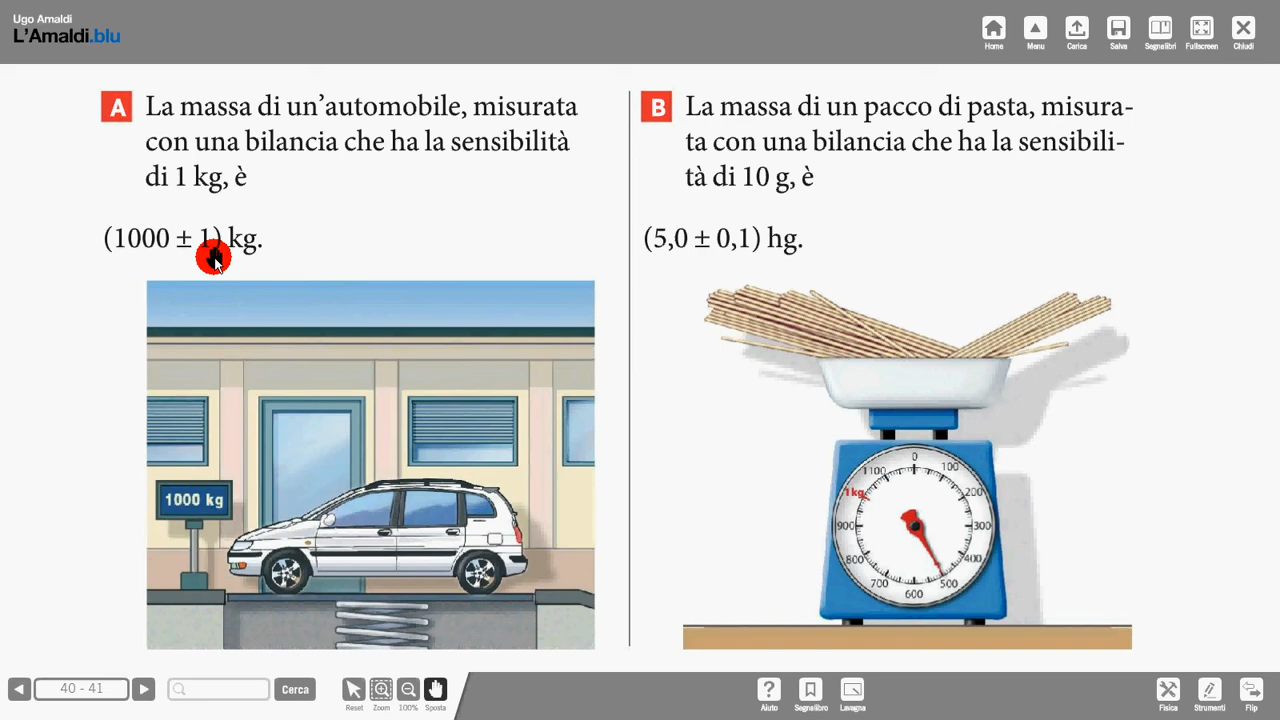 Ugo Amaldi
L'Amaldi.blu
Home
Menu
Carica
Salva
Segnalibri
Fullscreen
Chiudi
A La massa di un'automobile, misurata
con una bilancia che ha la sensibilità
di 1 kg, è
(1000 ± 1) kg.
1000 kg
B La massa di un pacco di pasta, misura-
ta con una bilancia che ha la sensibili-
tà di 10 g, è
(5,0 ± 0,1) hg.
0
100
200
300
400
500
600
700
800
900
1 kg
1100
40 - 41
Cerca
Reset
Zoom
100%
Sposta
?
Aiuto
Segnalibro
Lavagna
Fisica
Strumenti
Flip